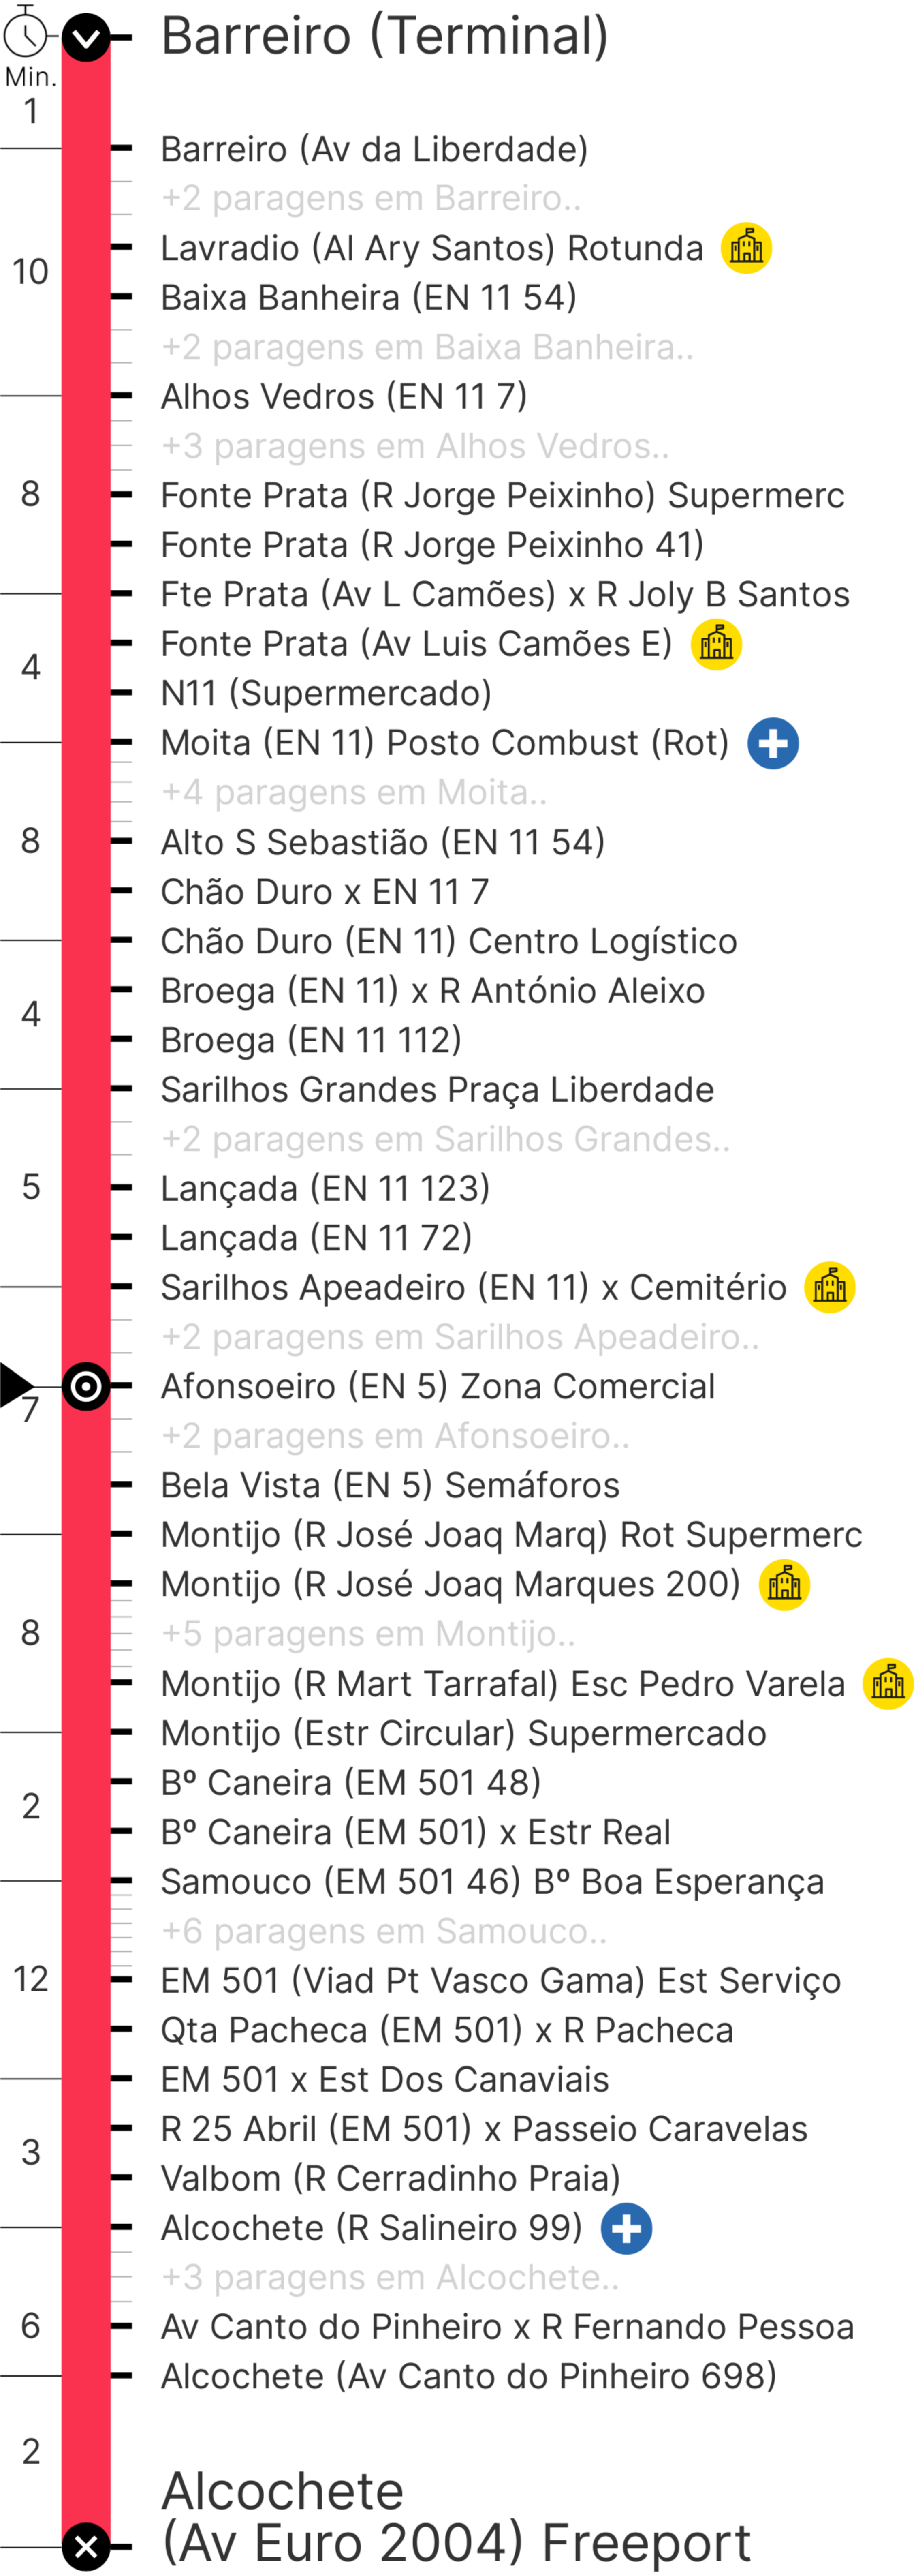 Barreiro (Terminal)
Min.
1
Barreiro (Av da Liberdade)
+2 paragens em Barreiro..
Lavradio (Al Ary Santos) Rotunda
10
Baixa Banheira (EN 11 54)
+2 paragens em Baixa Banheira..
Alhos Vedros (EN 11 7)
+3 paragens em Alhos Vedros..
8
Fonte Prata (R Jorge Peixinho) Supermerc
Fonte Prata (R Jorge Peixinho 41)
Fte Prata (Av L Camões) x R Joly B Santos
Fonte Prata (Av Luis Camões E)
4
N11 (Supermercado)
Moita (EN 11) Posto Combust (Rot)
+4 paragens em Moita..
8
Alto S Sebastião (EN 11 54)
Chão Duro x EN 11 7
Chão Duro (EN 11) Centro Logístico
Broega (EN 11) x R António Aleixo
4
Broega (EN 11 112)
Sarilhos Grandes Praça Liberdade
+2 paragens em Sarilhos Grandes..
5
Lançada (EN 11 123)
Lançada (EN 11 72)
Sarilhos Apeadeiro (EN 11) x Cemitério
+2 paragens em Sarilhos Apeadeiro..
Afonsoeiro (EN 5) Zona Comercial
7
+2 paragens em Afonsoeiro..
Bela Vista (EN 5) Semáforos
Montijo (R José Joaq Marq) Rot Supermerc
Montijo (R José Joaq Marques 200)
8
+5 paragens em Montijo..
Montijo (R Mart Tarrafal) Esc Pedro Varela
Montijo (Estr Circular) Supermercado
Bº Caneira (EM 501 48)
2
Bº Caneira (EM 501) x Estr Real
Samouco (EM 501 46) Bº Boa Esperança
+6 paragens em Samouco..
12
EM 501 (Viad Pt Vasco Gama) Est Serviço
Qta Pacheca (EM 501) x R Pacheca
EM 501 x Est Dos Canaviais
R 25 Abril (EM 501) x Passeio Caravelas
3
Valbom (R Cerradinho Praia)
Alcochete (R Salineiro 99)
+3 paragens em Alcochete..
6
Av Canto do Pinheiro x R Fernando Pessoa
Alcochete (Av Canto do Pinheiro 698)
2
Alcochete
(Av Euro 2004) Freeport